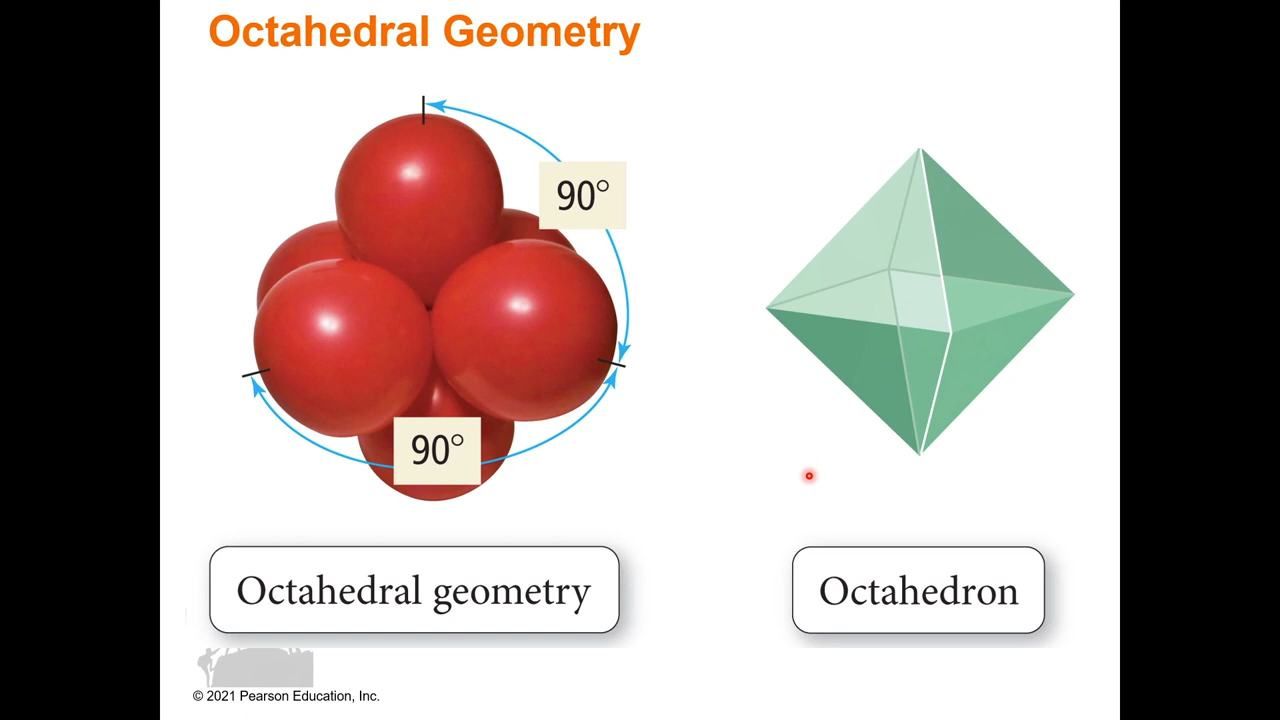 Octahedral Geometry
90°
90°
Octahedral geometry
Octahedron
© 2021 Pearson Education, Inc.